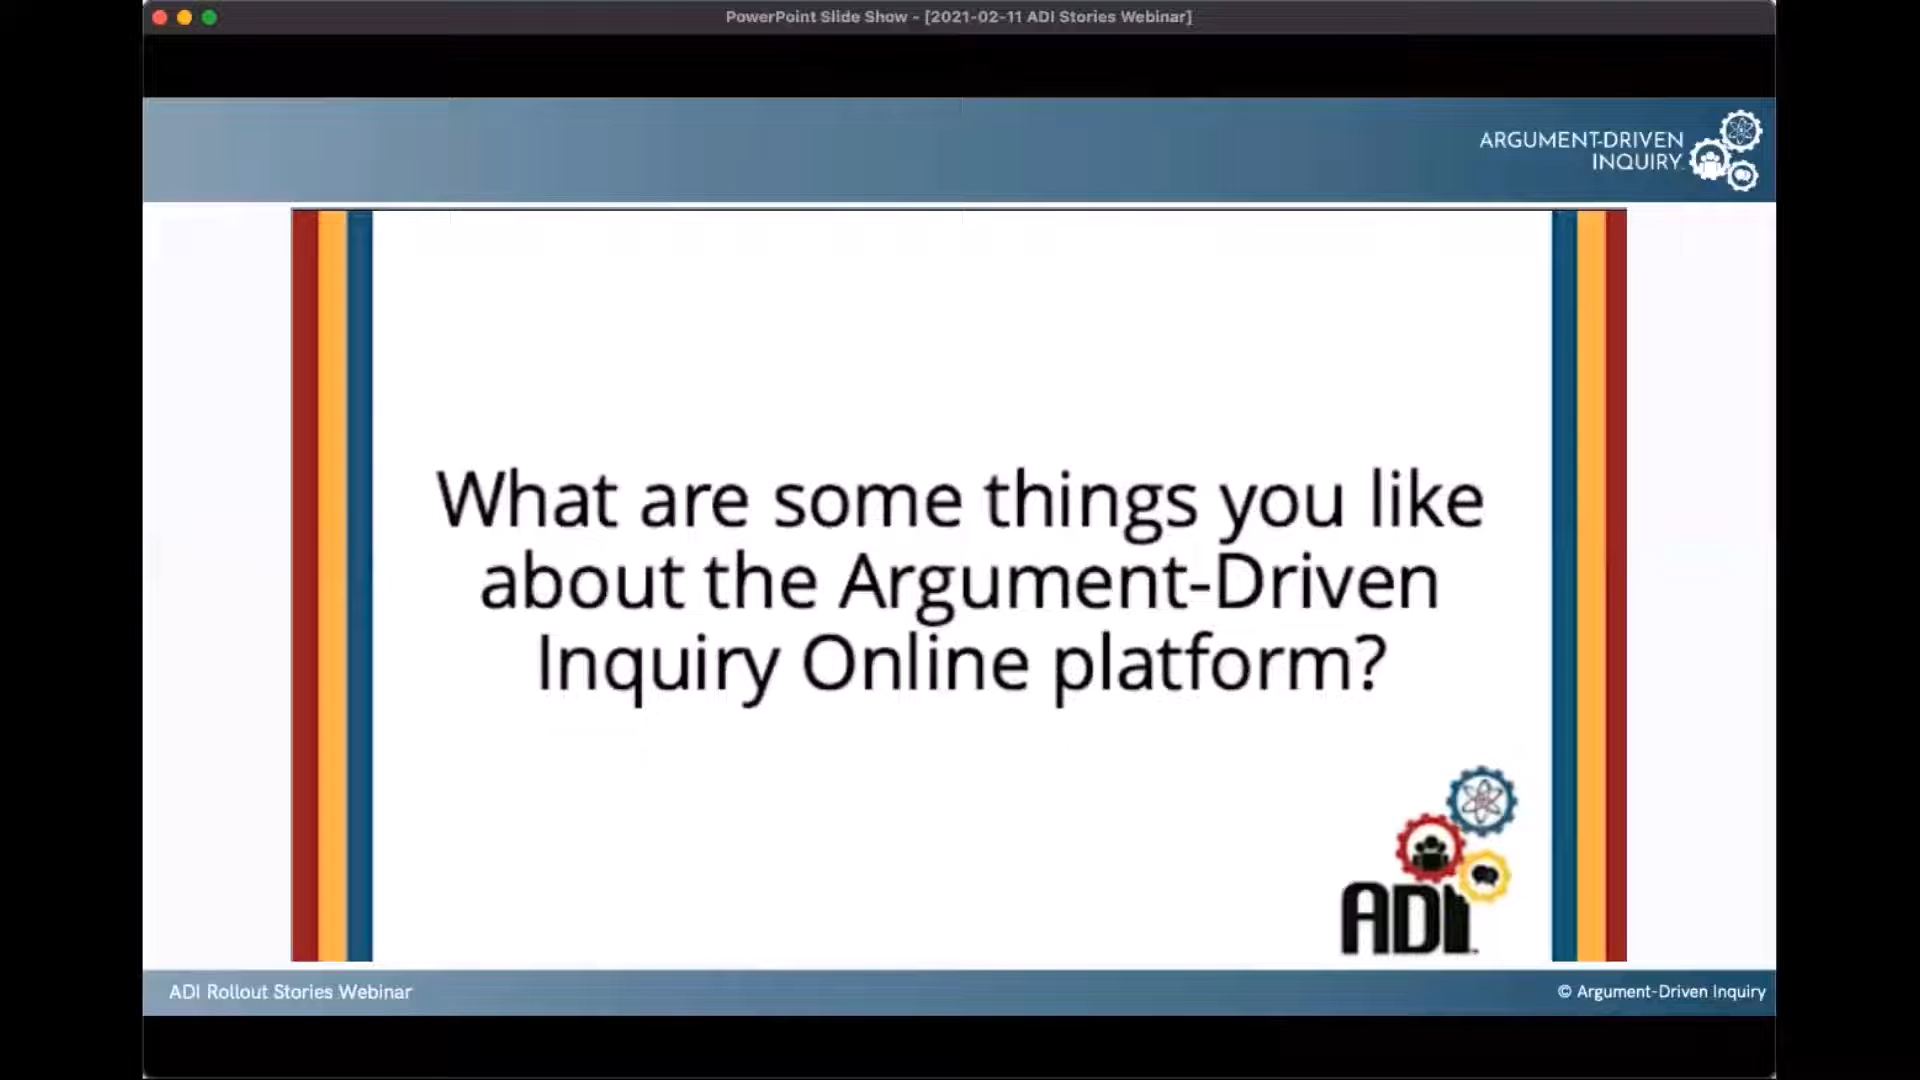 PowerPoint Slide Show - [2021-02-11 ADI Stories Webinar]
ARGUMENT-DRIVEN
INQUIRY
What are some things you like
about the Argument-Driven
Inquiry Online platform?
ADI
ADI Rollout Stories Webinar
© Argument-Driven Inquiry